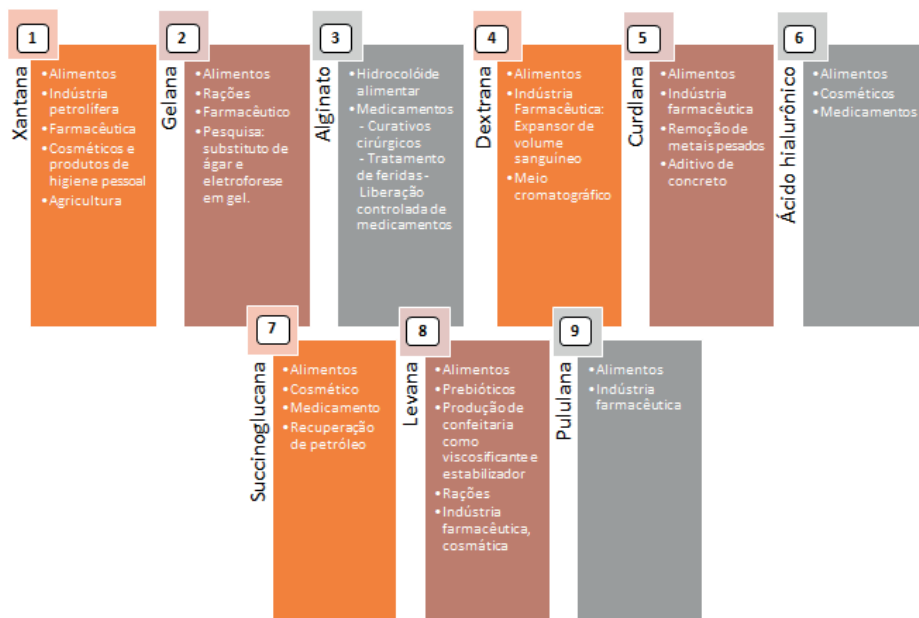 1
Xantana
• Alimentos
• Indústria
petrolífera
• Farmacêutica
• Cosméticos e
produtos de
higiene pessoal
• Agricultura
2
Gelana
• Alimentos
• Rações
• Farmacêutico
• Pesquisa:
substituto de
ágar e
eletroforese
em gel.
3
Alginato
• Hidrocolóide
alimentar
• Medicamentos
- Curativos
cirúrgicos
- Tratamento
de feridas -
Liberação
controlada de
medicamentos
4
Dextrana
• Alimentos
• Indústria
Farmacêutica:
Expansor de
volume
sanguíneo
• Meio
cromatográfico
5
Curdlana
• Alimentos
• Indústria
farmacêutica
• Remoção de
metais pesados
• Aditivo de
concreto
6
Ácido hialurônico
• Alimentos
• Cosméticos
• Medicamentos
7
Succinoglucana
• Alimentos
• Cosmético
• Medicamento
• Recuperação
de petróleo
8
Levana
• Alimentos
• Prebióticos
• Produção de
confeitaria
como
viscosificante e
estabilizador
• Rações
• Indústria
farmacêutica,
cosmática
9
Pululana
• Alimentos
• Indústria
farmacêutica